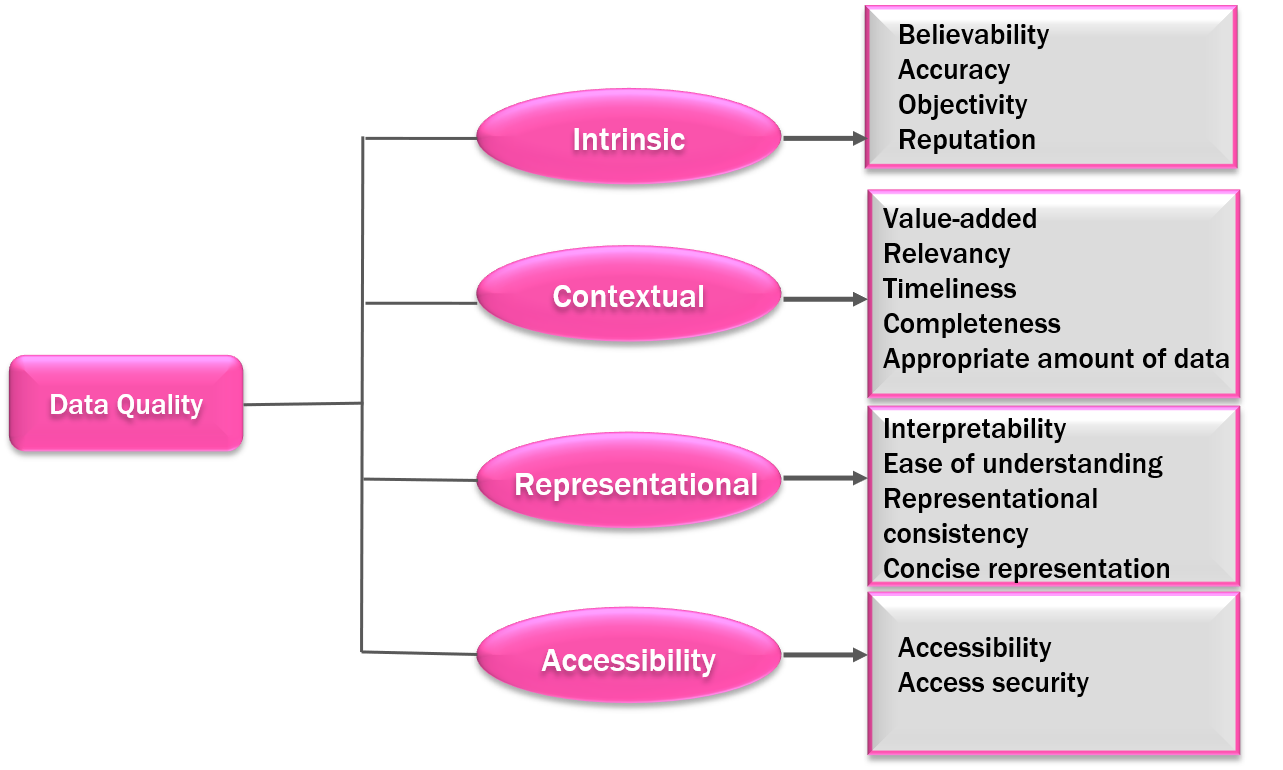 Data Quality
Intrinsic
Believability
Accuracy
Objectivity
Reputation
Contextual
Value-added
Relevancy
Timeliness
Completeness
Appropriate amount of data
Representational
Interpretability
Ease of understanding
Representational
consistency
Concise representation
Accessibility
Accessibility
Access security